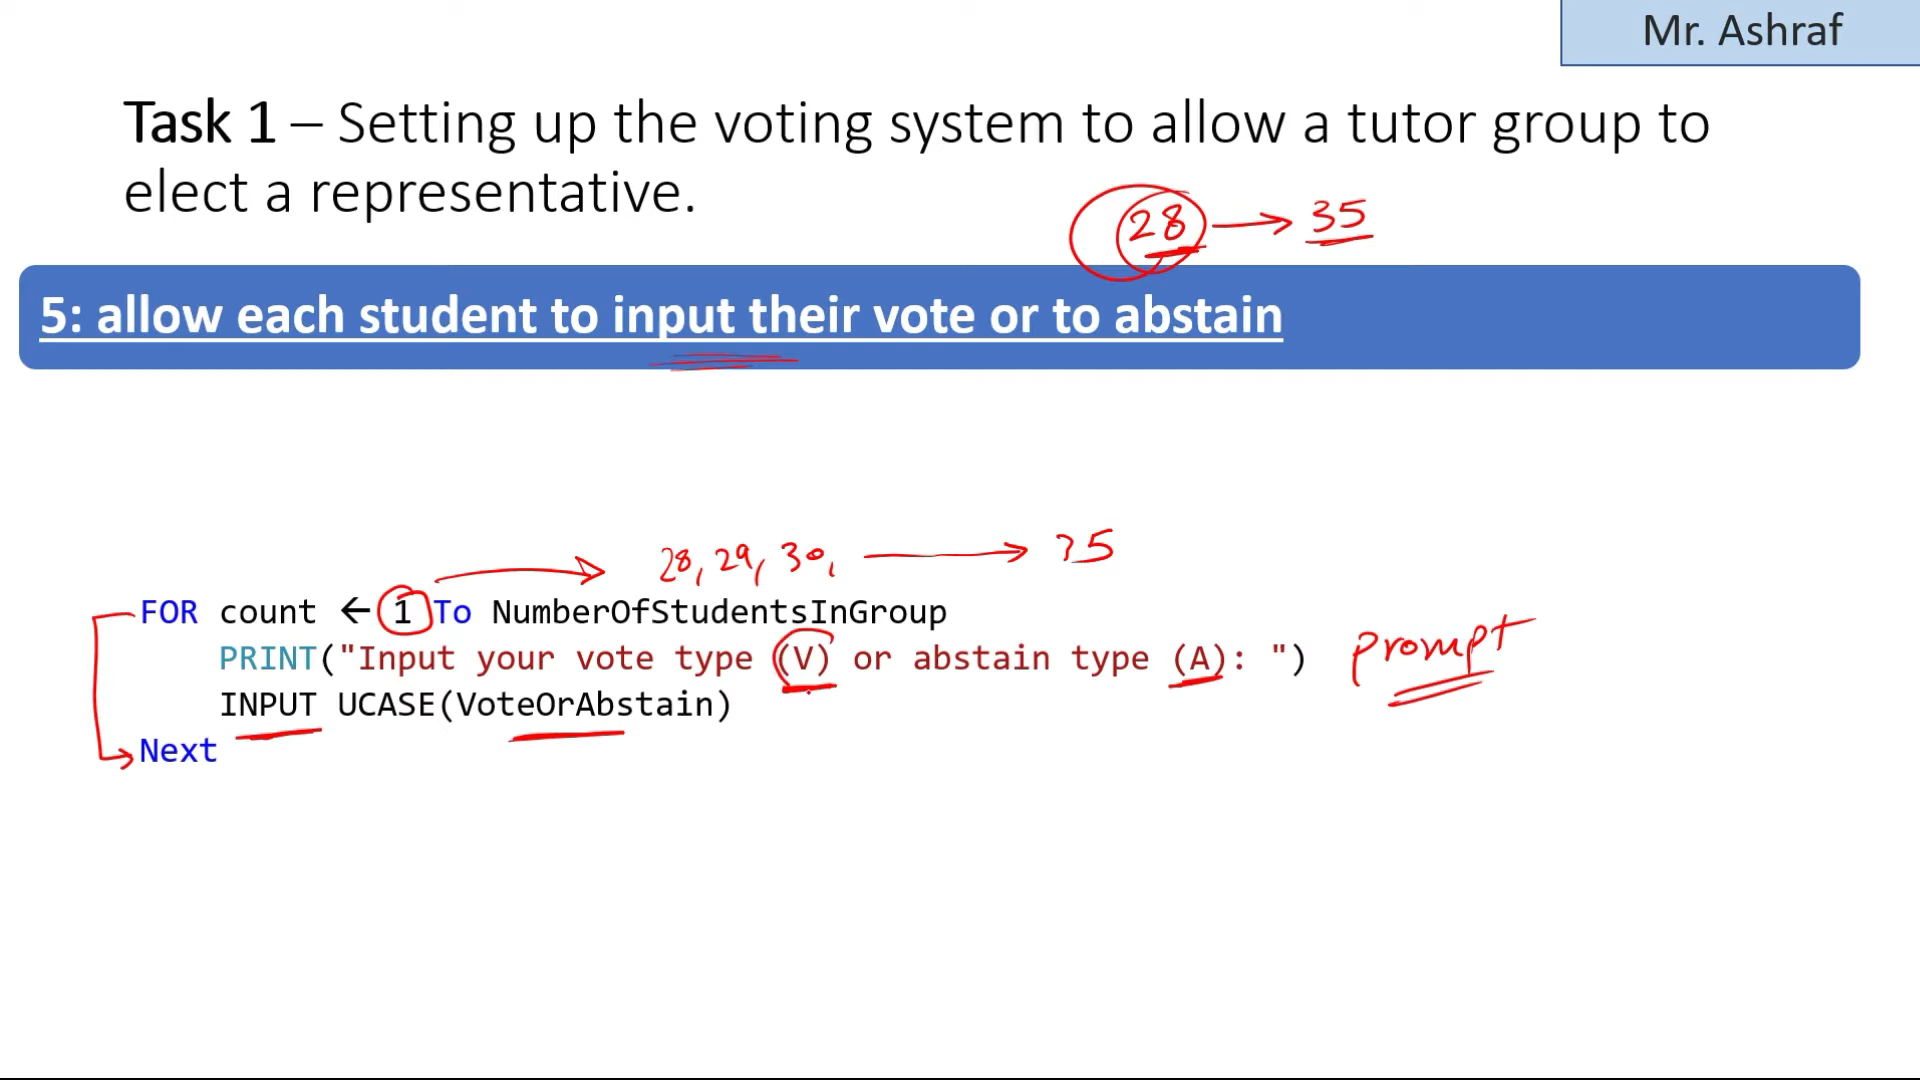 Mr. Ashraf
Task 1 – Setting up the voting system to allow a tutor group to
elect a representative.
28 → 35
5: allow each student to input their vote or to abstain
28, 29, 30, → 35
FOR count ← 1 To NumberOfStudentsInGroup
PRINT("Input your vote type (V) or abstain type (A): ")
prompt
INPUT UCASE(VoteOrAbstain)
Next